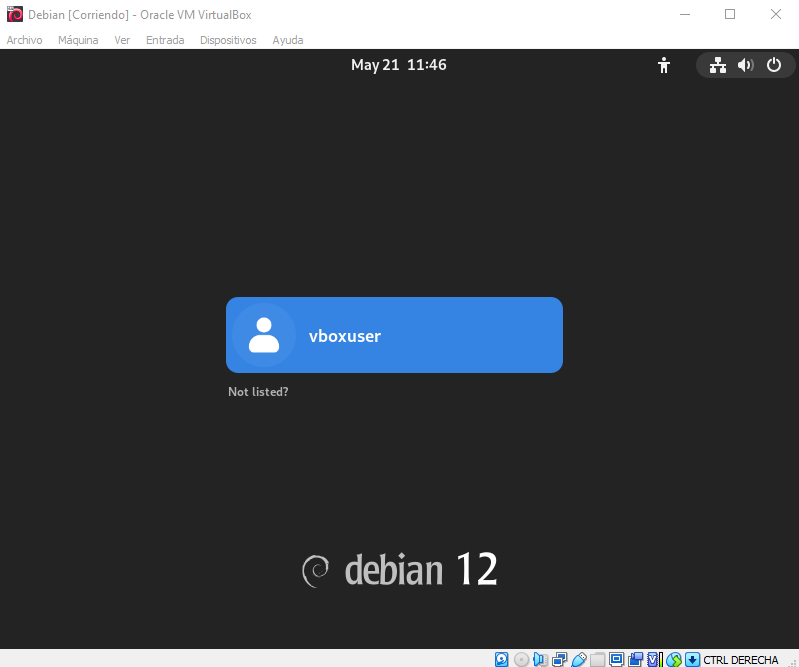 Debian [Corriendo] - Oracle VM VirtualBox
Archivo Máquina Ver Entrada Dispositivos Ayuda
May 21 11:46
vboxuser
Not listed?
debian 12
CTRL DERECHA